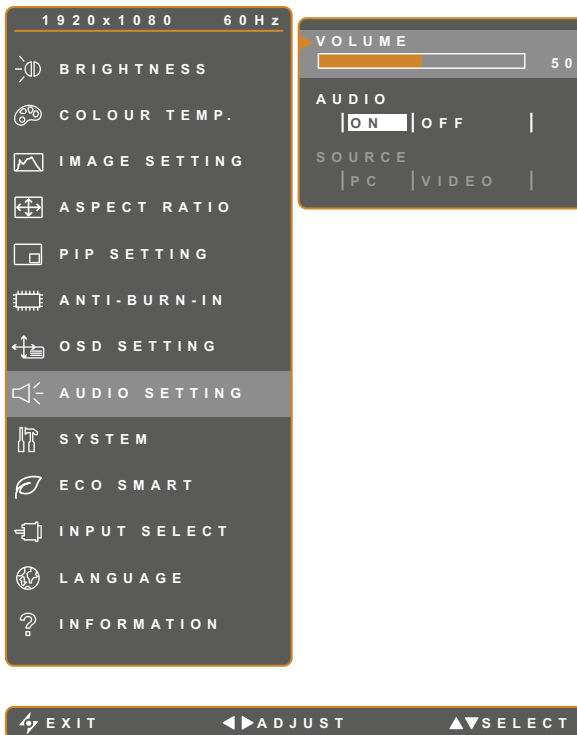 1920x1080 60Hz
BRIGHTNESS
COLOUR TEMP.
IMAGE SETTING
ASPECT RATIO
PIP SETTING
ANTI-BURN-IN
OSD SETTING
AUDIO SETTING
SYSTEM
ECO SMART
INPUT SELECT
LANGUAGE
INFORMATION
VOLUME
50
AUDIO
ON OFF
SOURCE
PC VIDEO
EXIT ADJUST SELECT